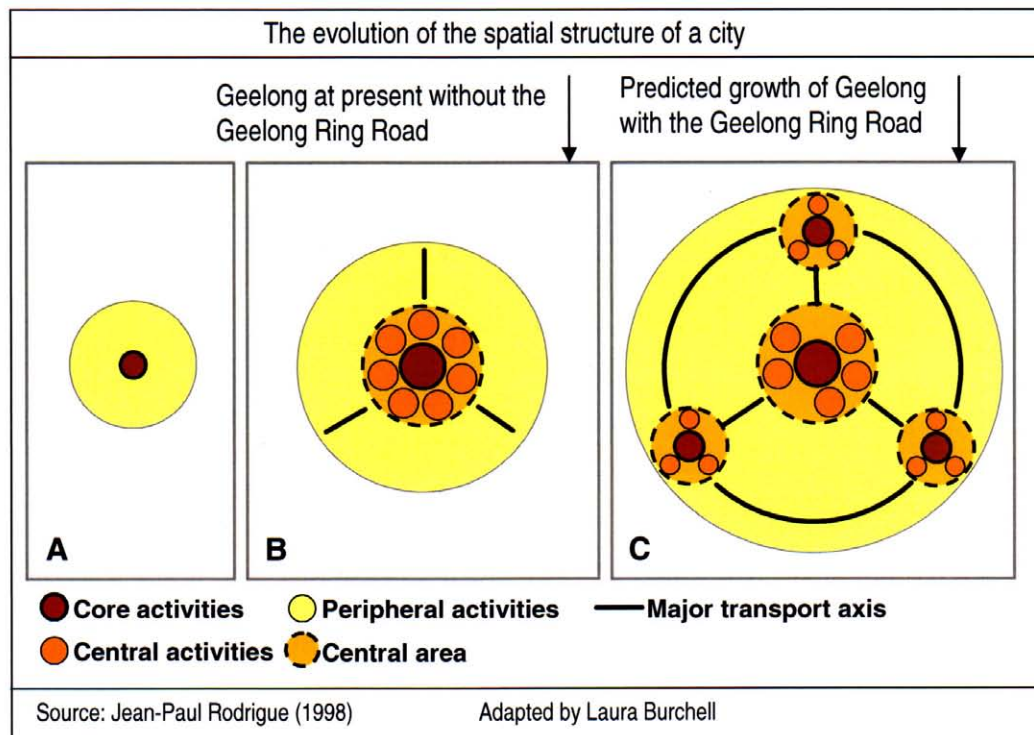 The evolution of the spatial structure of a city
Geelong at present without the
Geelong Ring Road
Predicted growth of Geelong
with the Geelong Ring Road
A
B
C
Core activities
Peripheral activities
Major transport axis
Central activities
Central area
Source: Jean-Paul Rodrigue (1998)
Adapted by Laura Burchell